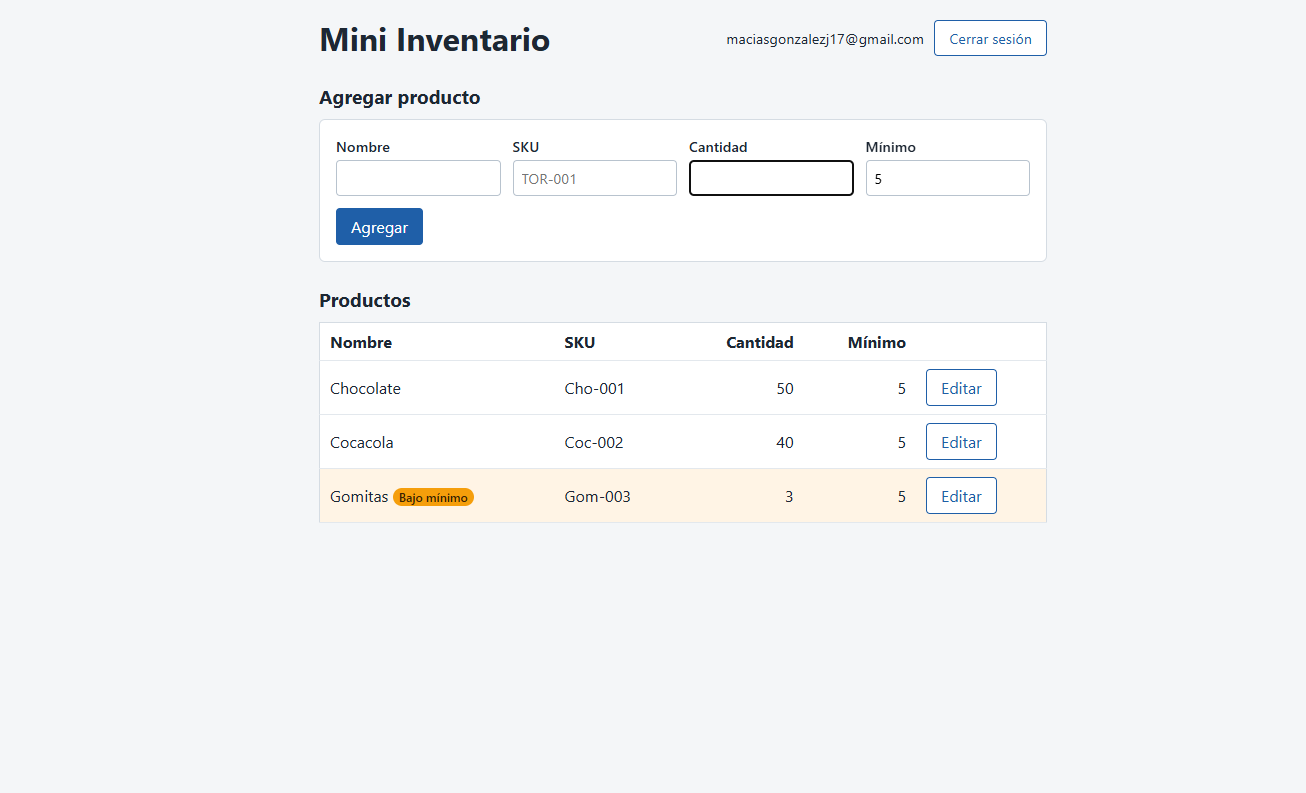 Mini Inventario
maciasgonzalezj17@gmail.com Cerrar sesión
Agregar producto
Nombre SKU Cantidad Mínimo
TOR-001 5
Agregar
Productos
Nombre SKU Cantidad Mínimo
Chocolate Cho-001 50 5 Editar
Cocacola Coc-002 40 5 Editar
Gomitas Bajo mínimo Gom-003 3 5 Editar